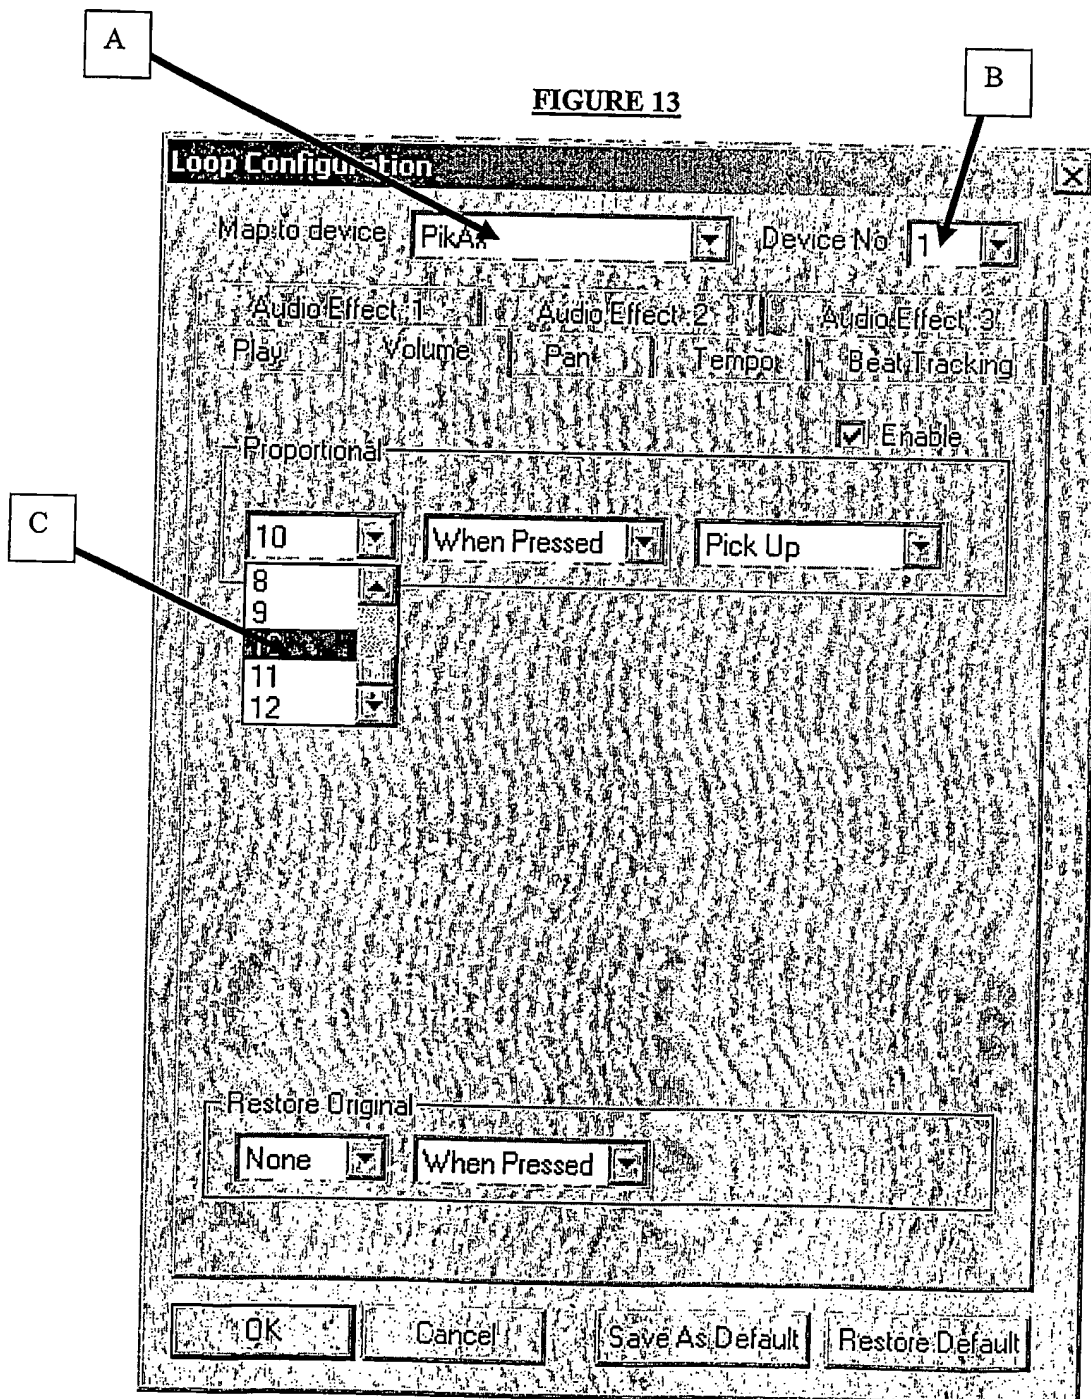 A
B
FIGURE 13
Loop Configuration
Map to device
Device No
1
Audio Effect 1
Audio Effect 2
Audio Effect 3
Play
Volume
Pan
Tempo
Beat Tracking
Enable
Proportional
C
10
When Pressed
Pick Up
8
9
10
11
12
Restore Original
None
When Pressed
OK
Cancel
Save As Default
Restore Default